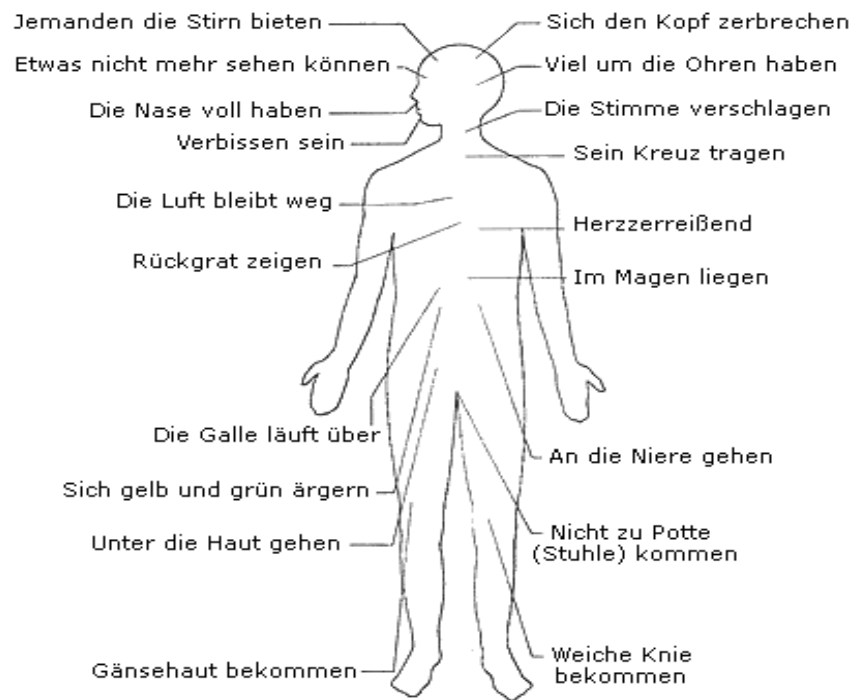 Jemanden die Stirn bieten
Sich den Kopf zerbrechen
Etwas nicht mehr sehen können
Viel um die Ohren haben
Die Nase voll haben
Die Stimme verschlagen
Verbissen sein
Sein Kreuz tragen
Die Luft bleibt weg
Herzzerreißend
Rückgrat zeigen
Im Magen liegen
Die Galle läuft über
An die Niere gehen
Sich gelb und grün ärgern
Unter die Haut gehen
Nicht zu Potte
(Stuhle) kommen
Gänsehaut bekommen
Weiche Knie
bekommen